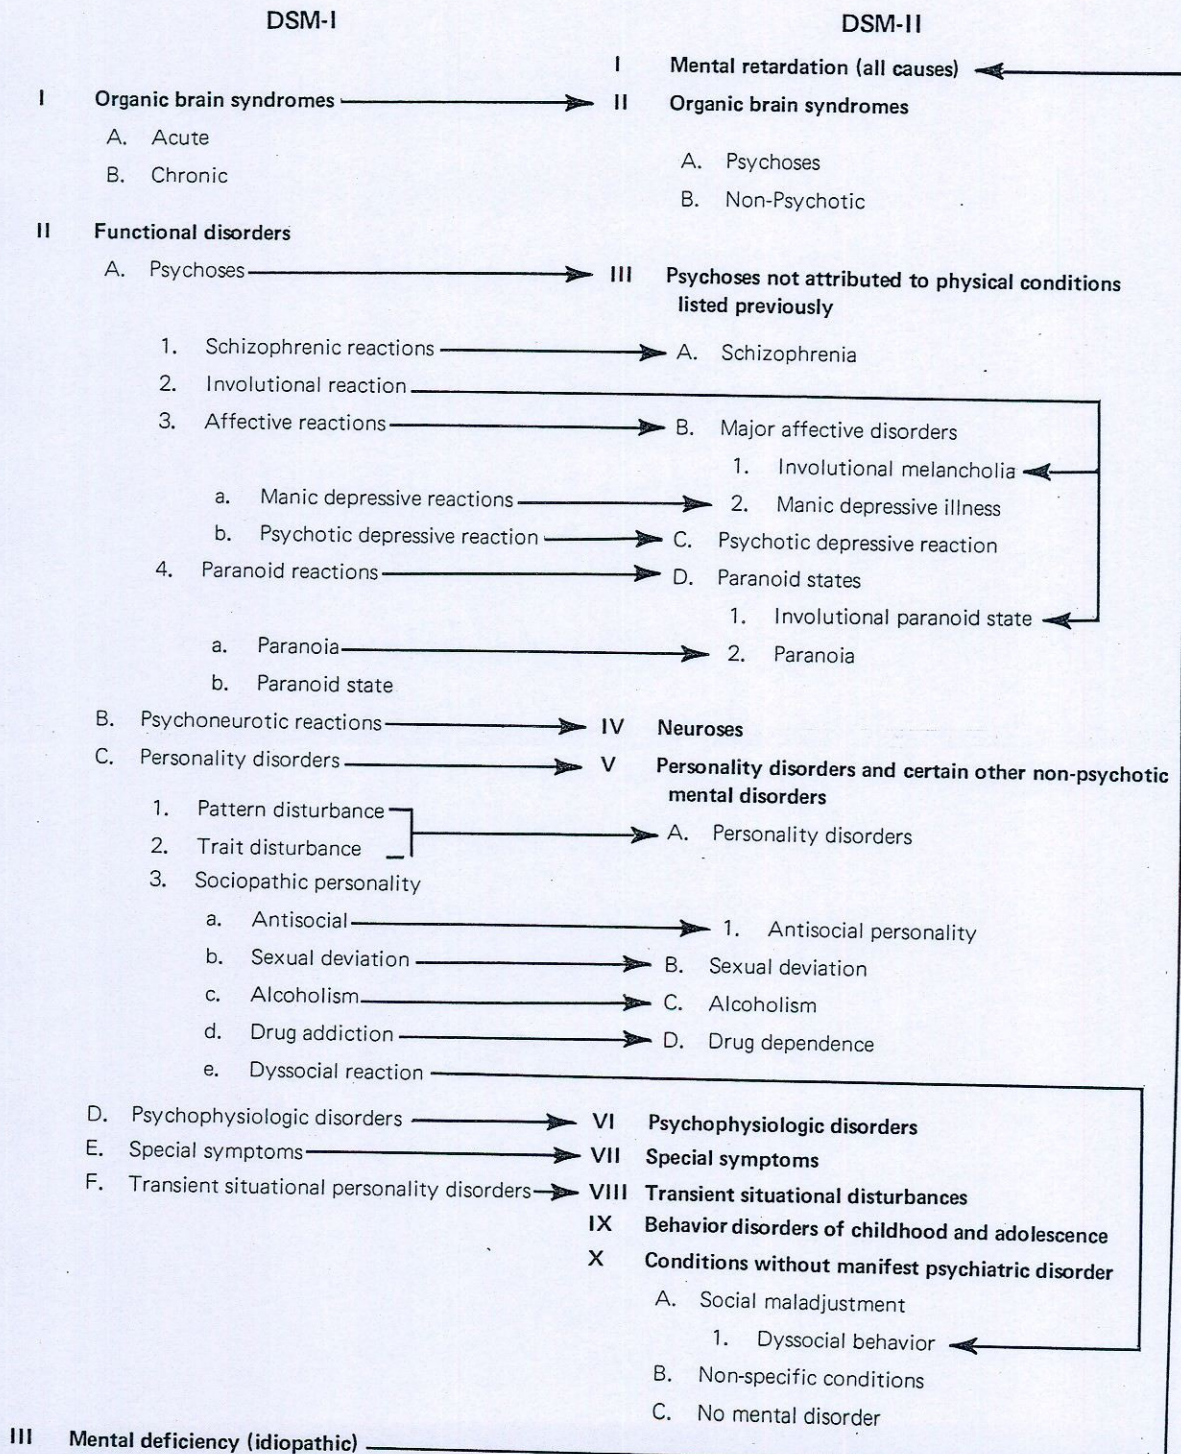 DSM-I DSM-II
I Mental retardation (all causes)
I Organic brain syndromes II Organic brain syndromes
A. Acute
A. Psychoses
B. Chronic
B. Non-Psychotic
II Functional disorders
A. Psychoses III Psychoses not attributed to physical conditions
listed previously
1. Schizophrenic reactions A. Schizophrenia
2. Involutional reaction
3. Affective reactions B. Major affective disorders
1. Involutional melancholia
a. Manic depressive reactions 2. Manic depressive illness
b. Psychotic depressive reaction C. Psychotic depressive reaction
4. Paranoid reactions D. Paranoid states
1. Involutional paranoid state
a. Paranoia 2. Paranoia
b. Paranoid state
B. Psychoneurotic reactions IV Neuroses
C. Personality disorders V Personality disorders and certain other non-psychotic
mental disorders
1. Pattern disturbance
2. Trait disturbance A. Personality disorders
3. Sociopathic personality
a. Antisocial 1. Antisocial personality
b. Sexual deviation B. Sexual deviation
c. Alcoholism C. Alcoholism
d. Drug addiction D. Drug dependence
e. Dyssocial reaction
D. Psychophysiologic disorders VI Psychophysiologic disorders
E. Special symptoms VII Special symptoms
F. Transient situational personality disorders VIII Transient situational disturbances
IX Behavior disorders of childhood and adolescence
X Conditions without manifest psychiatric disorder
A. Social maladjustment
1. Dyssocial behavior
B. Non-specific conditions
C. No mental disorder
III Mental deficiency (idiopathic)